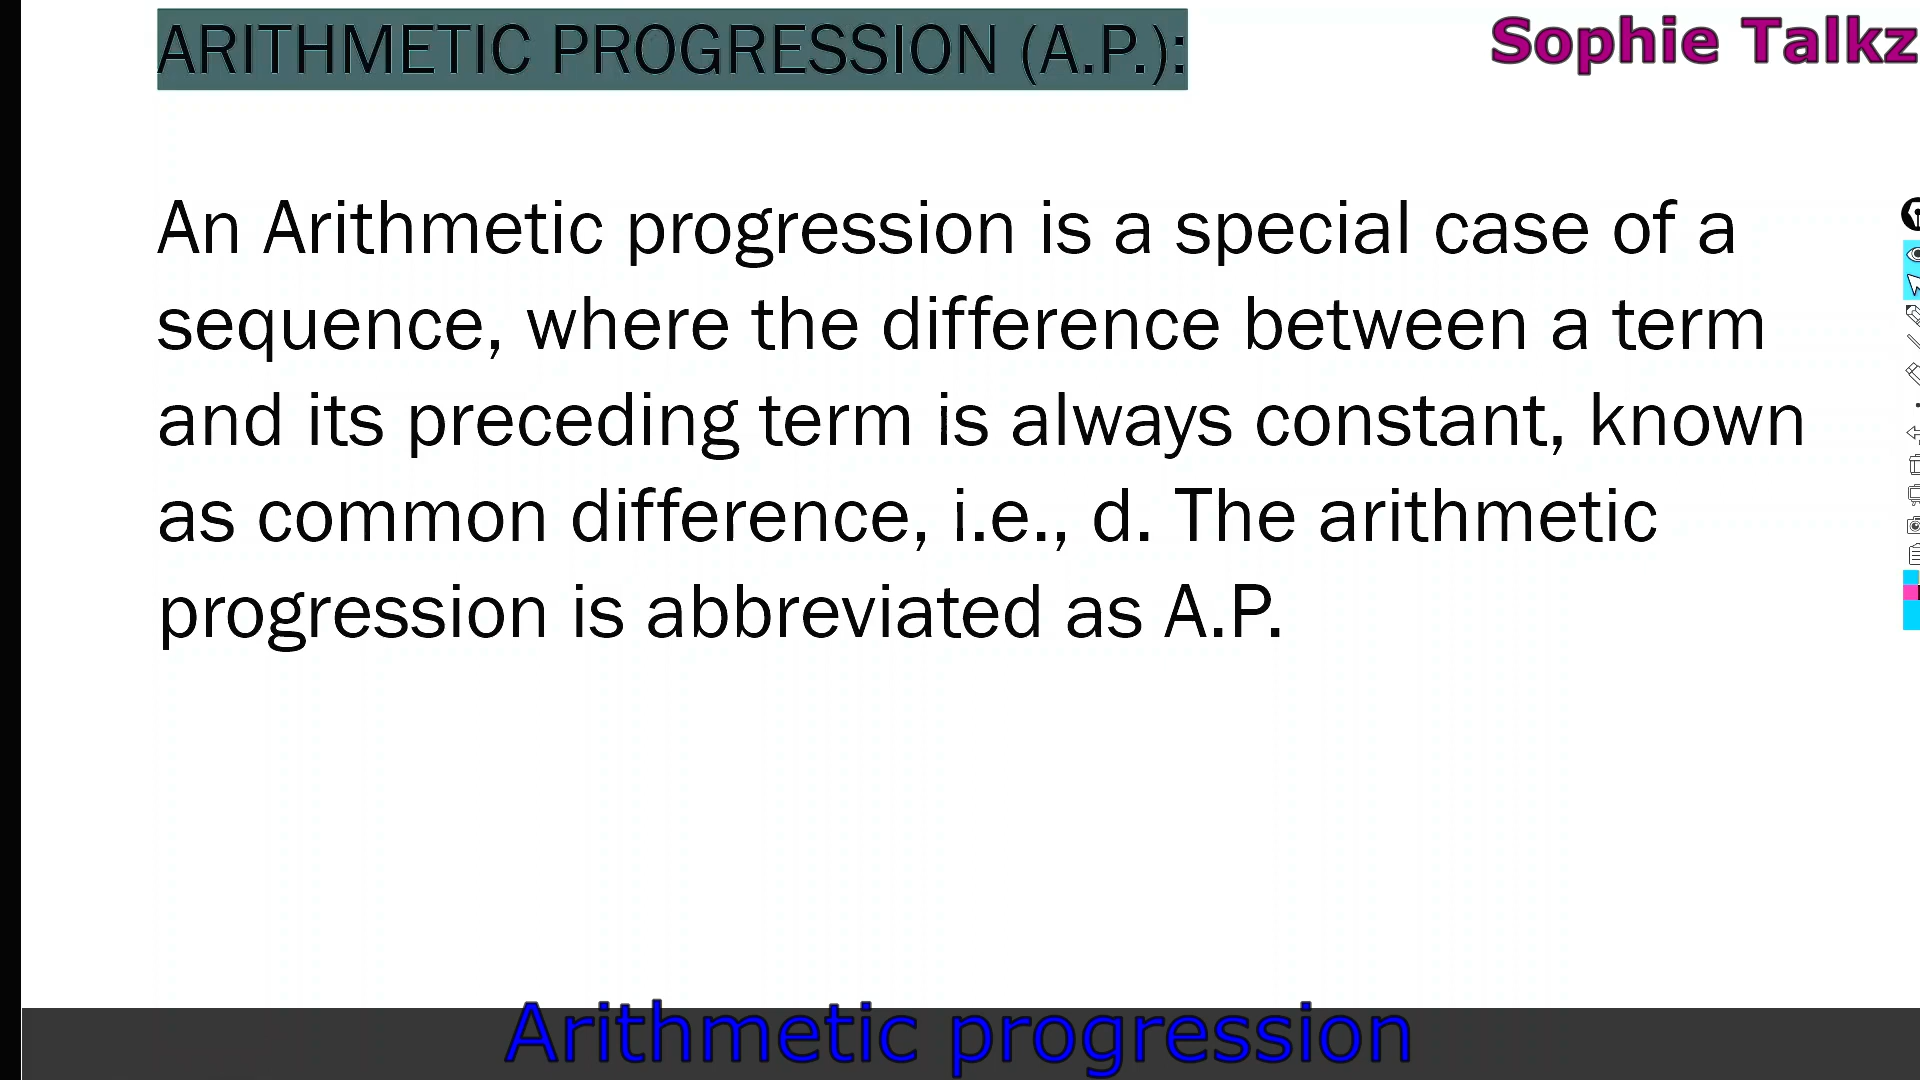 ARITHMETIC PROGRESSION (A.P.):
Sophie Talkz
An Arithmetic progression is a special case of a
sequence, where the difference between a term
and its preceding term is always constant, known
as common difference, i.e., d. The arithmetic
progression is abbreviated as A.P.
Arithmetic progression